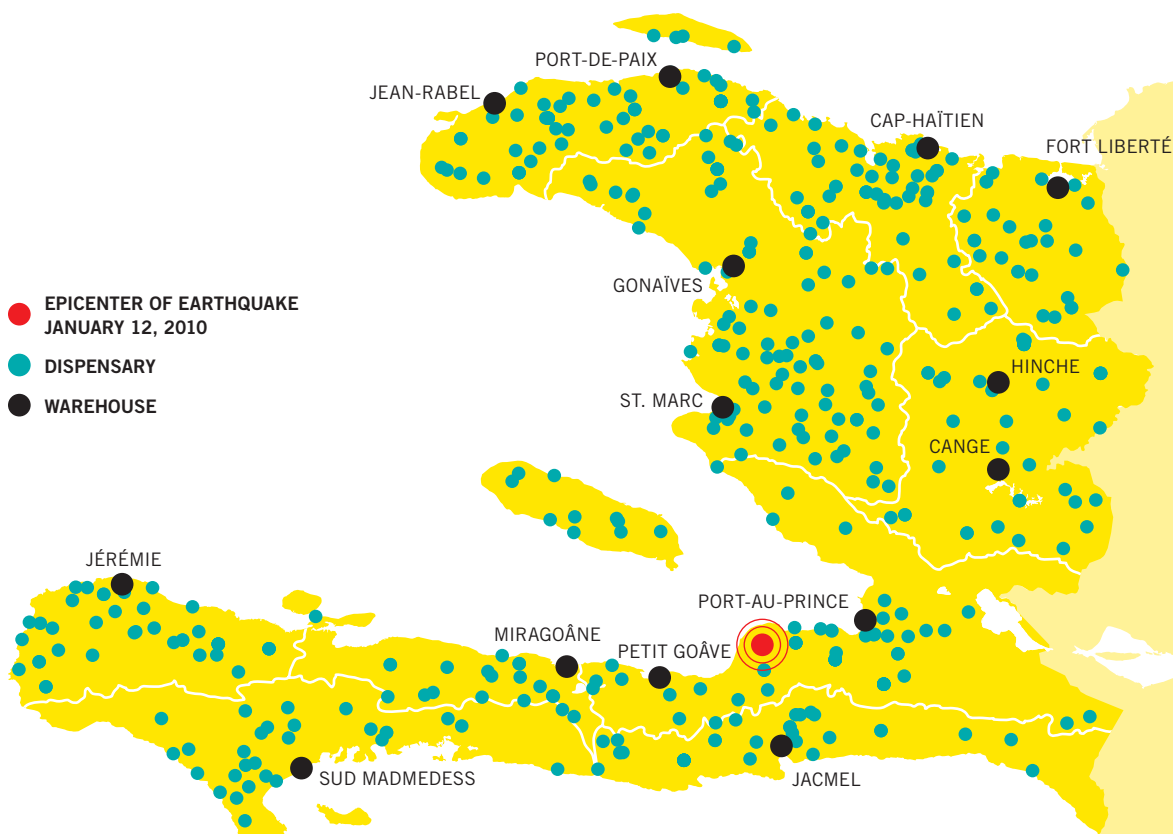 PORT-DE-PAIX
JEAN-RABEL
CAP-HAÏTIEN
FORT LIBERTÉ
GONAÏVES
EPICENTER OF EARTHQUAKE
JANUARY 12, 2010
DISPENSARY
WAREHOUSE
HINCHE
ST. MARC
CANGE
JÉRÉMIE
PORT-AU-PRINCE
MIRAGOÂNE
PETIT GOÂVE
SUD MADMEDESS
JACMEL